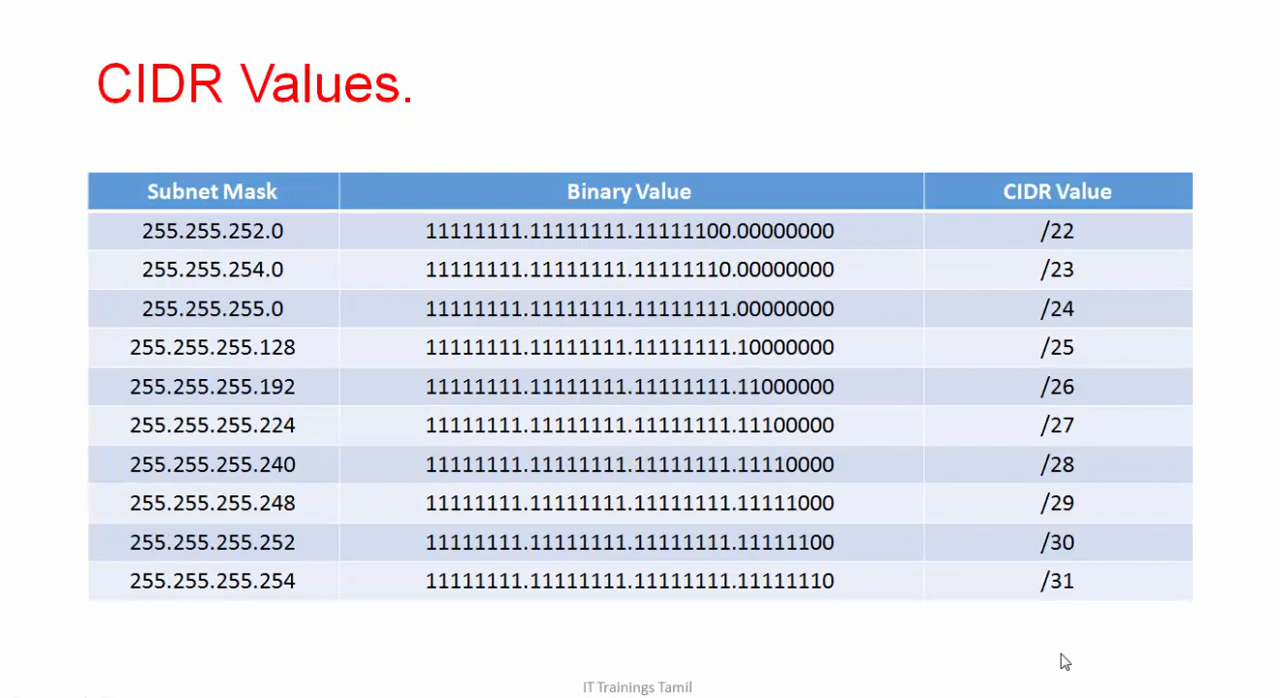 CIDR Values.
Subnet Mask Binary Value CIDR Value
255.255.252.0 11111111.11111111.11111100.00000000 /22
255.255.254.0 11111111.11111111.11111110.00000000 /23
255.255.255.0 11111111.11111111.11111111.00000000 /24
255.255.255.128 11111111.11111111.11111111.10000000 /25
255.255.255.192 11111111.11111111.11111111.11000000 /26
255.255.255.224 11111111.11111111.11111111.11100000 /27
255.255.255.240 11111111.11111111.11111111.11110000 /28
255.255.255.248 11111111.11111111.11111111.11111000 /29
255.255.255.252 11111111.11111111.11111111.11111100 /30
255.255.255.254 11111111.11111111.11111111.11111110 /31
IT Trainings Tamil